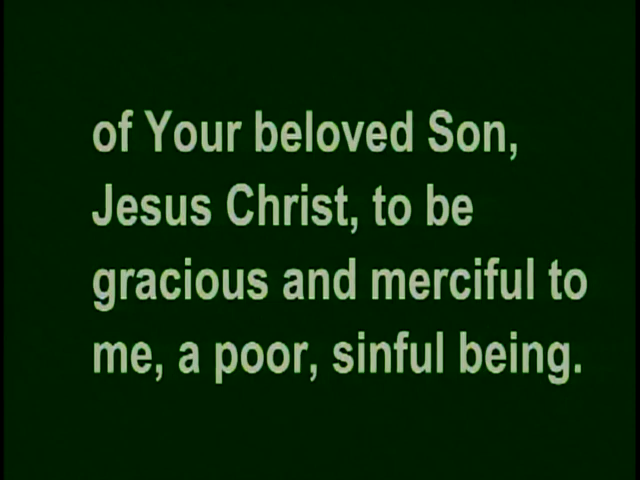 of Your beloved Son,
Jesus Christ, to be
gracious and merciful to
me, a poor, sinful being.